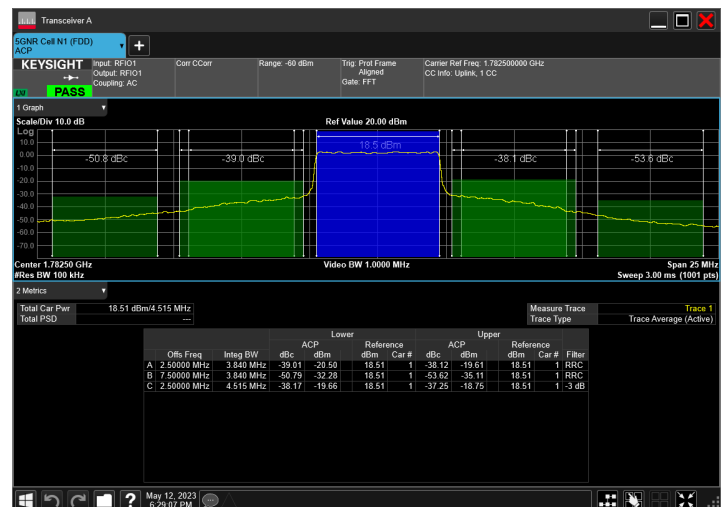 Transceiver A
5GNR Cell N1 (FDD)
ACP
KEYSIGHT
LXI
PASS
Input: RFIO1
Output: RFIO1
Coupling: AC
Corr CCorr
Range: -60 dBm
Trig: Prot Frame
Aligned
Gate: FFT
Carrier Ref Freq: 1.782500000 GHz
CC Info: Uplink, 1 CC
1 Graph
Scale/Div 10.0 dB
Ref Value 20.00 dBm
Log
10.0
0.00
-10.0
-20.0
-30.0
-40.0
-50.0
-60.0
-70.0
-50.8 dBc
-39.0 dBc
18.5 dBm
-38.1 dBc
-53.6 dBc
Center 1.78250 GHz
Video BW 1.0000 MHz
Span 25 MHz
#Res BW 100 kHz
Sweep 3.00 ms (1001 pts)
2 Metrics
Total Car Pwr 18.51 dBm/4.515 MHz
Total PSD ---
Measure Trace Trace 1
Trace Type Trace Average (Active)
Lower Upper
ACP Reference ACP Reference
Offs Freq Integ BW dBc dBm dBm Car # dBc dBm dBm Car # Filter
A 2.50000 MHz 3.840 MHz -39.01 -20.50 18.51 1 -38.12 -19.61 18.51 1 RRC
B 7.50000 MHz 3.840 MHz -50.79 -32.28 18.51 1 -53.62 -35.11 18.51 1 RRC
C 2.50000 MHz 4.515 MHz -38.17 -19.66 18.51 1 -37.25 -18.75 18.51 1 -3 dB
May 12, 2023
6:29:07 PM